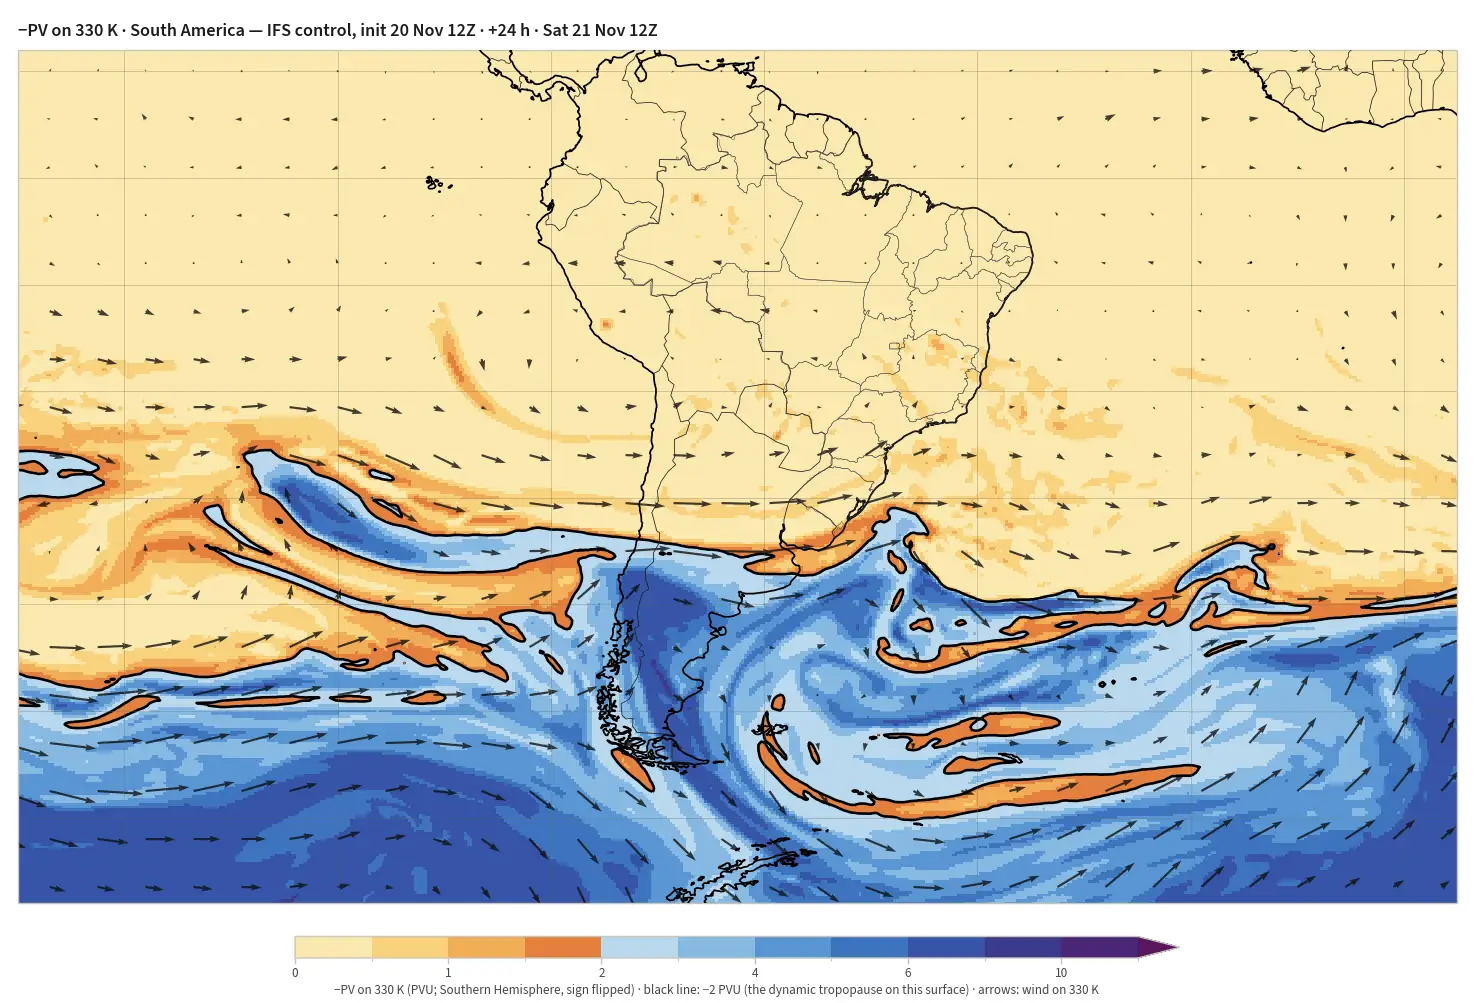 −PV on 330 K · South America — IFS control, init 20 Nov 12Z · +24 h · Sat 21 Nov 12Z
0 1 2 4 6 10
−PV on 330 K (PVU; Southern Hemisphere, sign flipped) · black line: −2 PVU (the dynamic tropopause on this surface) · arrows: wind on 330 K